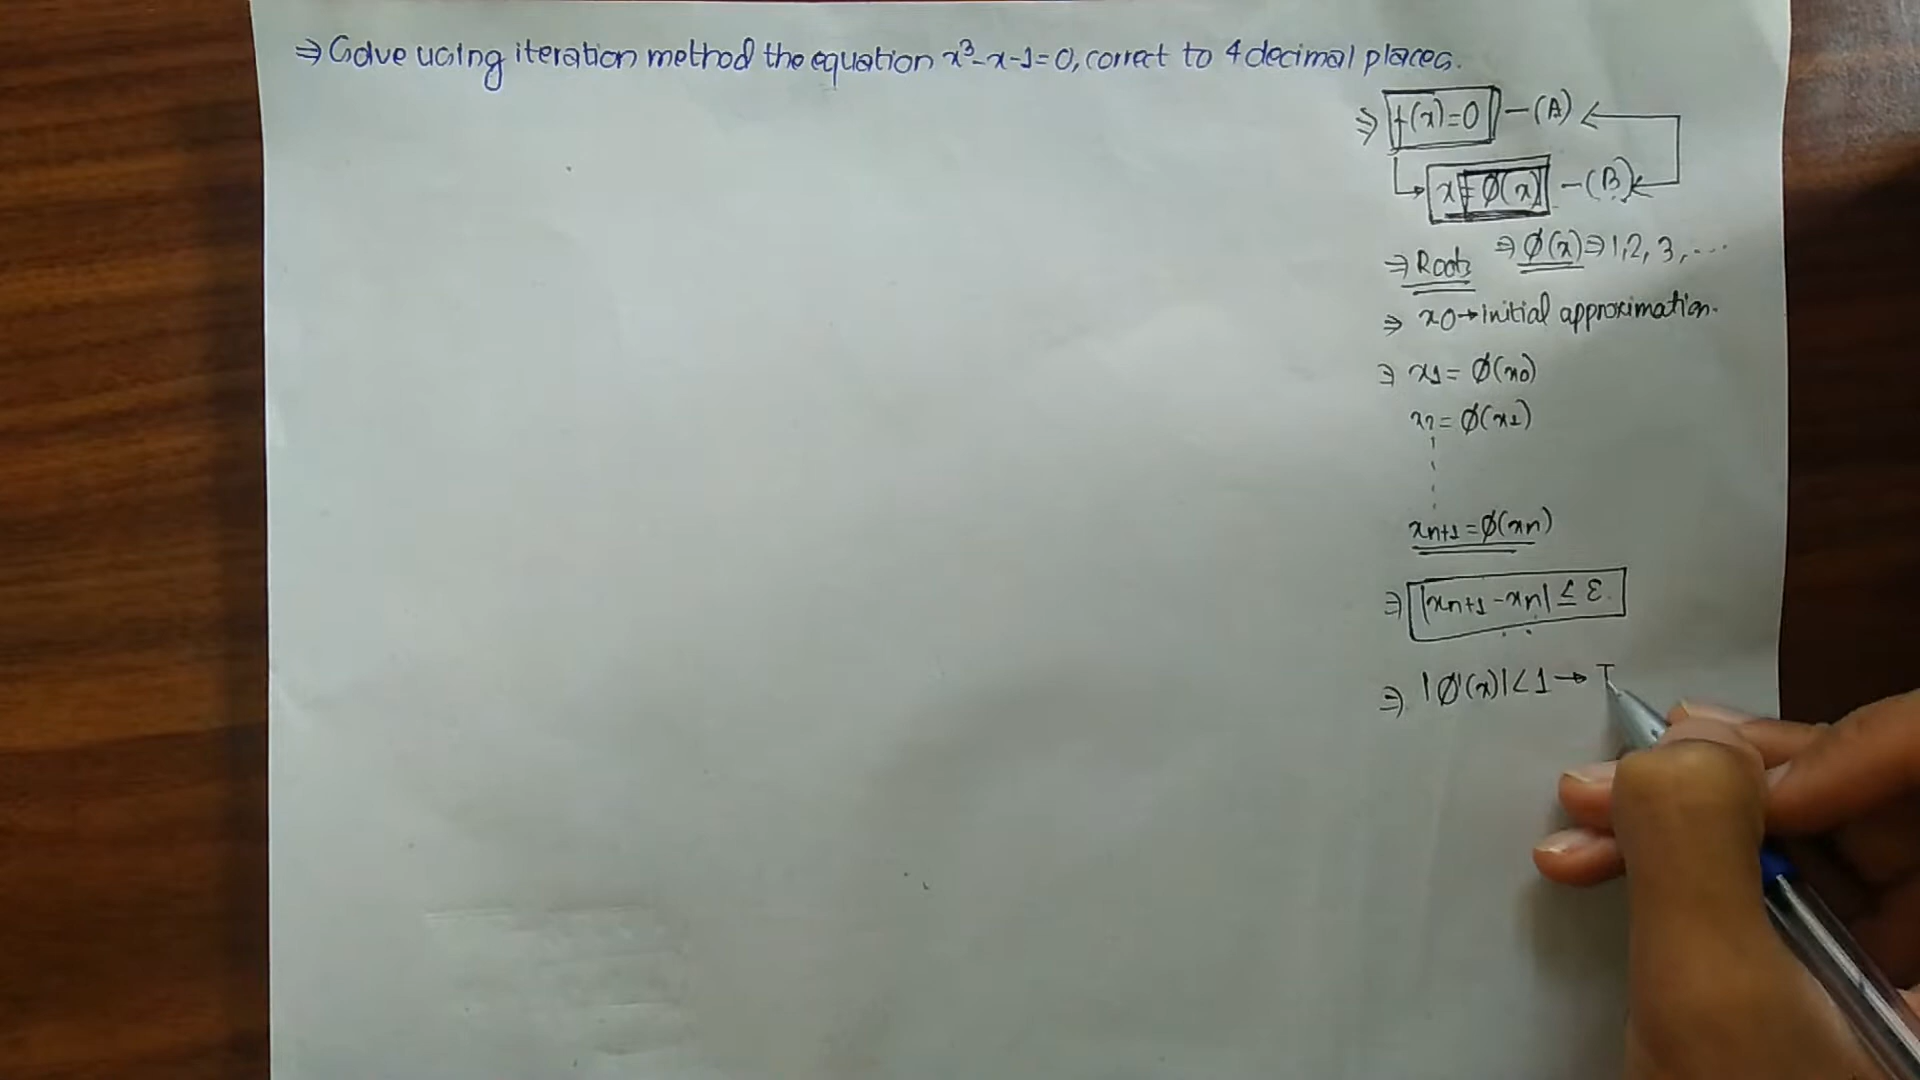 ⇒ Solve using iteration method the equation x³-x-1=0, correct to 4 decimal places.
⇒ f(x)=0 -(A)
x=φ(x) -(B)
⇒ Roots ⇒ φ(x) ⇒ 1, 2, 3, ...
⇒ x0 → initial approximation.
⇒ x1 = φ(x0)
x2 = φ(x1)
xn+1 = φ(xn)
⇒ |xn+1 - xn| ≤ ε.
⇒ |φ'(x)| < 1 → I